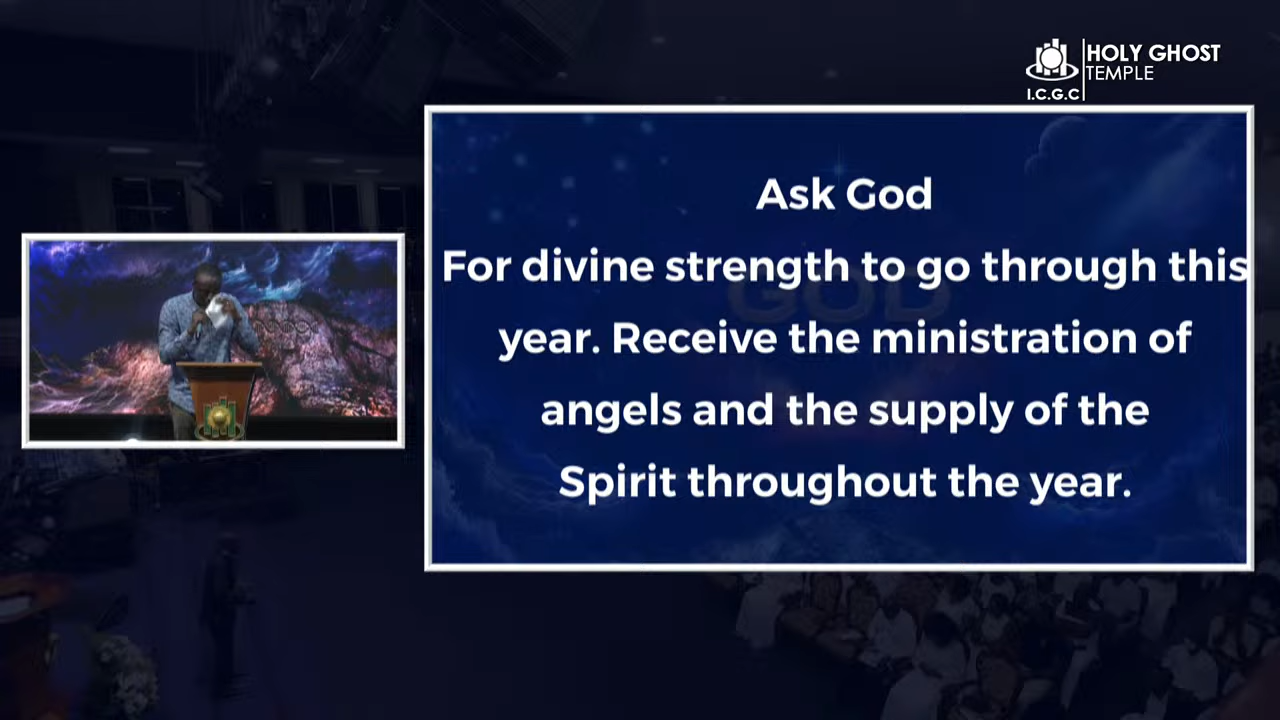 HOLY GHOST
TEMPLE
I.C.G.C
Ask God
For divine strength to go through this
year. Receive the ministration of
angels and the supply of the
Spirit throughout the year.
GOD